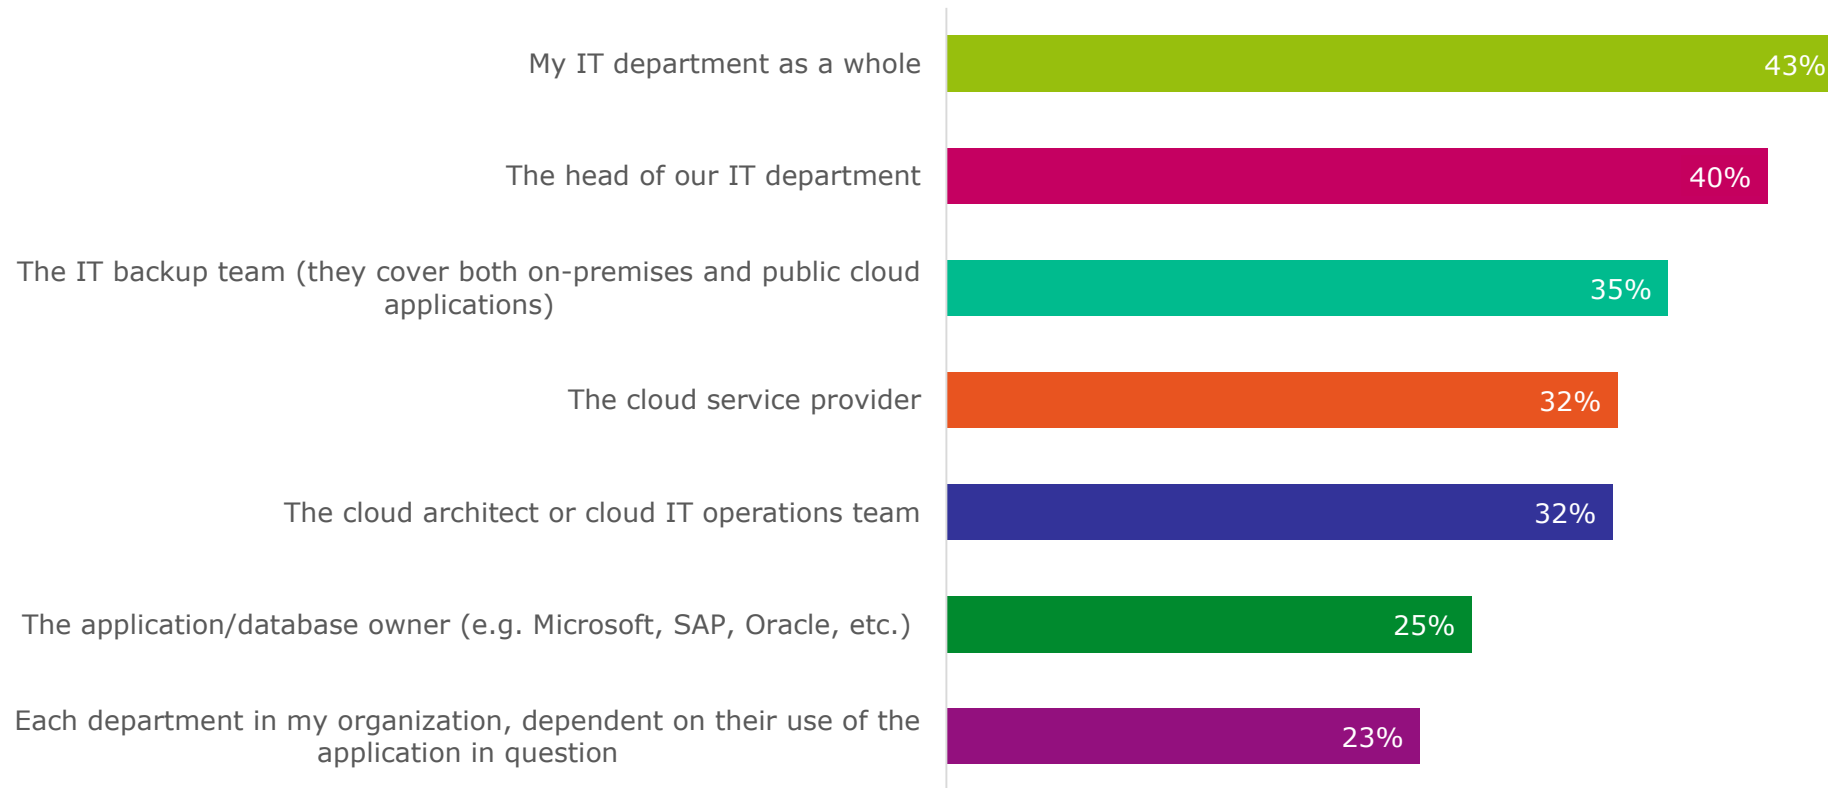 My IT department as a whole
43%
The head of our IT department
40%
The IT backup team (they cover both on-premises and public cloud
applications)
35%
The cloud service provider
32%
The cloud architect or cloud IT operations team
32%
The application/database owner (e.g. Microsoft, SAP, Oracle, etc.)
25%
Each department in my organization, dependent on their use of the
application in question
23%